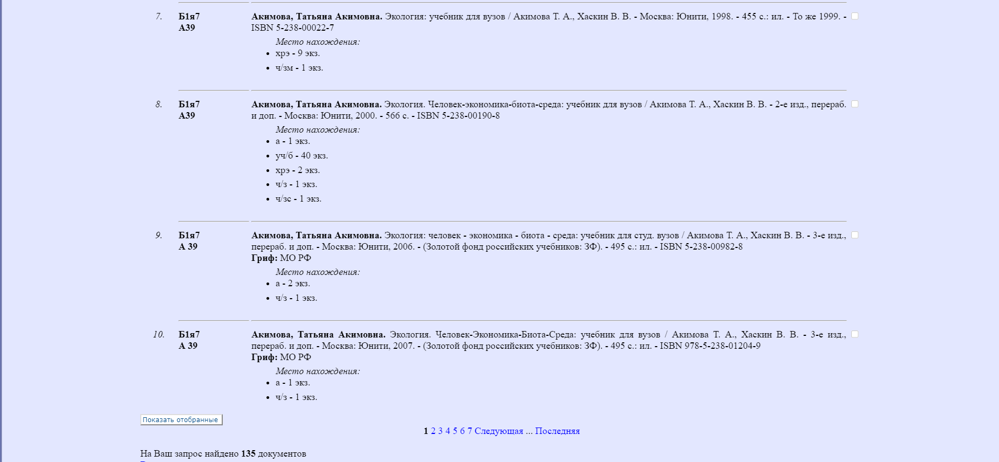 7. Б1я7 Акимова, Татьяна Акимовна. Экология: учебник для вузов / Акимова Т. А., Хаскин В. В. - Москва: Юнити, 1998. - 455 с.: ил. - То же 1999. -
А39 ISBN 5-238-00022-7
Место нахождения:
• хрэ - 9 экз.
• ч/зм - 1 экз.
8. Б1я7 Акимова, Татьяна Акимовна. Экология. Человек-экономика-биота-среда: учебник для вузов / Акимова Т. А., Хаскин В. В. - 2-е изд., перераб.
А39 и доп. - Москва: Юнити, 2000. - 566 с. - ISBN 5-238-00190-8
Место нахождения:
• а - 1 экз.
• уч/б - 40 экз.
• хрэ - 2 экз.
• ч/з - 1 экз.
• ч/зс - 1 экз.
9. Б1я7 Акимова, Татьяна Акимовна. Экология: человек - экономика - биота - среда: учебник для студ. вузов / Акимова Т. А., Хаскин В. В. - 3-е изд.,
А 39 перераб. и доп. - Москва: Юнити, 2006. - (Золотой фонд российских учебников: ЗФ). - 495 с.: ил. - ISBN 5-238-00982-8
Гриф: МО РФ
Место нахождения:
• а - 2 экз.
• ч/з - 1 экз.
10. Б1я7 Акимова, Татьяна Акимовна. Экология. Человек-Экономика-Биота-Среда: учебник для вузов / Акимова Т. А., Хаскин В. В. - 3-е изд.,
А 39 перераб. и доп. - Москва: Юнити, 2007. - (Золотой фонд российских учебников: ЗФ). - 495 с.: ил. - ISBN 978-5-238-01204-9
Гриф: МО РФ
Место нахождения:
• а - 1 экз.
• ч/з - 1 экз.
Показать отобранные
1 2 3 4 5 6 7 Следующая ... Последняя
На Ваш запрос найдено 135 документов